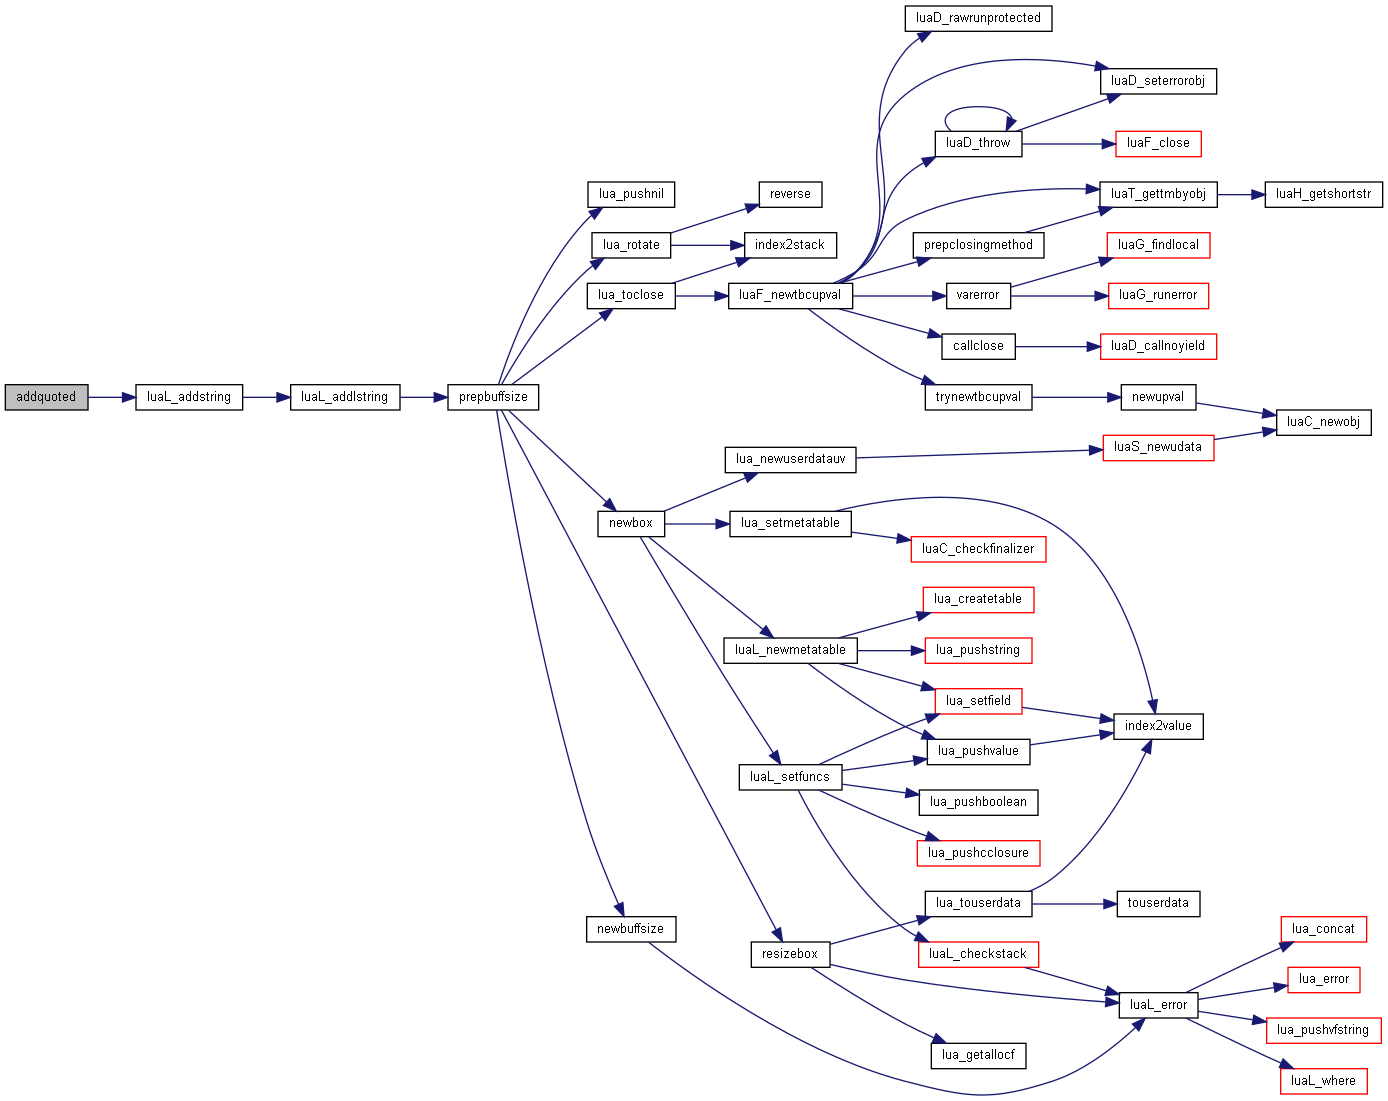 luaD_rawrunprotected
luaD_seterrorobj
luaD_throw
luaF_close
lua_pushnil
reverse
luaT_gettmbyobj
luaH_getshortstr
lua_rotate
index2stack
prepclosingmethod
luaG_findlocal
lua_toclose
luaF_newtbcupval
varerror
luaG_runerror
callclose
luaD_callnoyield
addquoted
luaL_addstring
luaL_addlstring
prepbuffsize
trynewtbcupval
newupval
luaC_newobj
lua_newuserdatauv
luaS_newudata
newbox
lua_setmetatable
luaC_checkfinalizer
lua_createtable
luaL_newmetatable
lua_pushstring
lua_setfield
index2value
lua_pushvalue
luaL_setfuncs
lua_pushboolean
lua_pushcclosure
lua_touserdata
touserdata
newbuffsize
lua_concat
resizebox
luaL_checkstack
lua_error
luaL_error
lua_pushvfstring
lua_getallocf
luaL_where